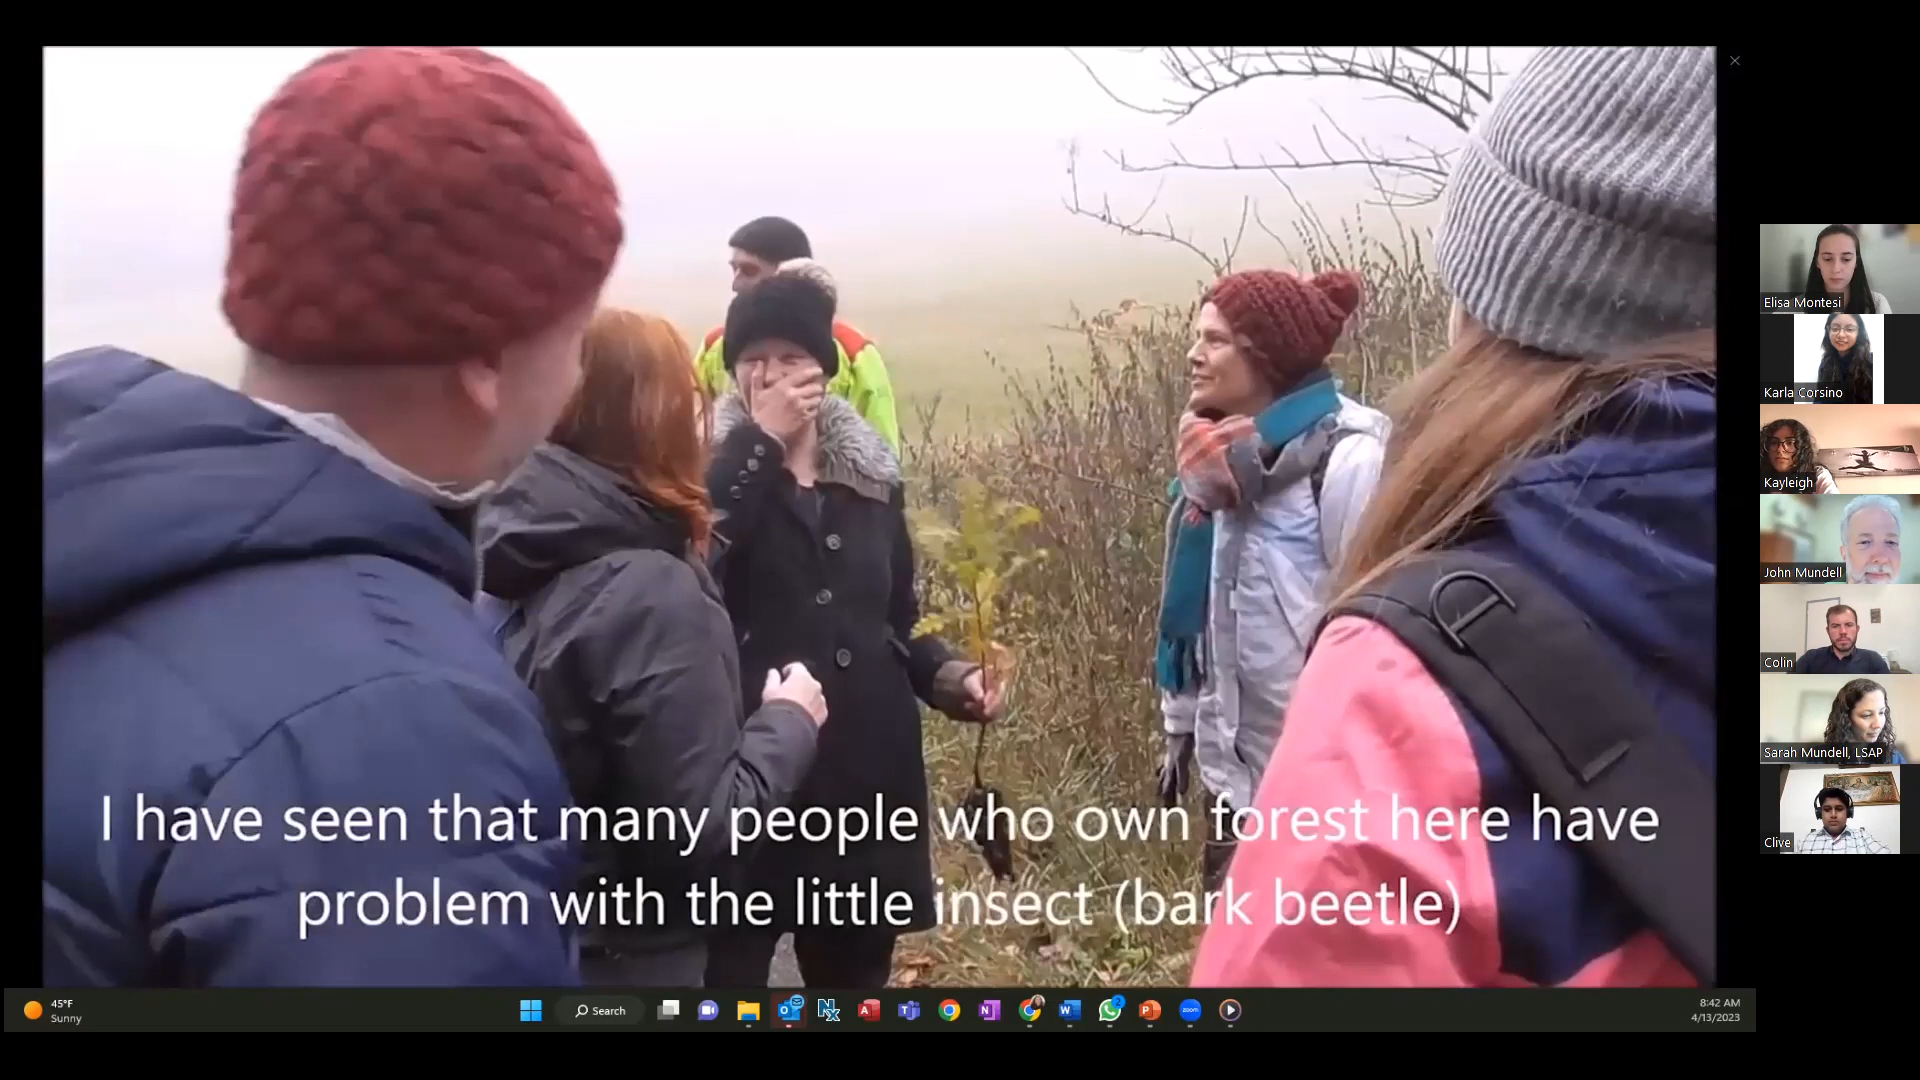 I have seen that many people who own forest here have
problem with the little insect (bark beetle)
Elisa Montesi
Karla Corsino
Kayleigh
John Mundell
Colin
Sarah Mundell, LSAP
Clive
45°F
Sunny
Search
zoom
2
8:42 AM
4/13/2023